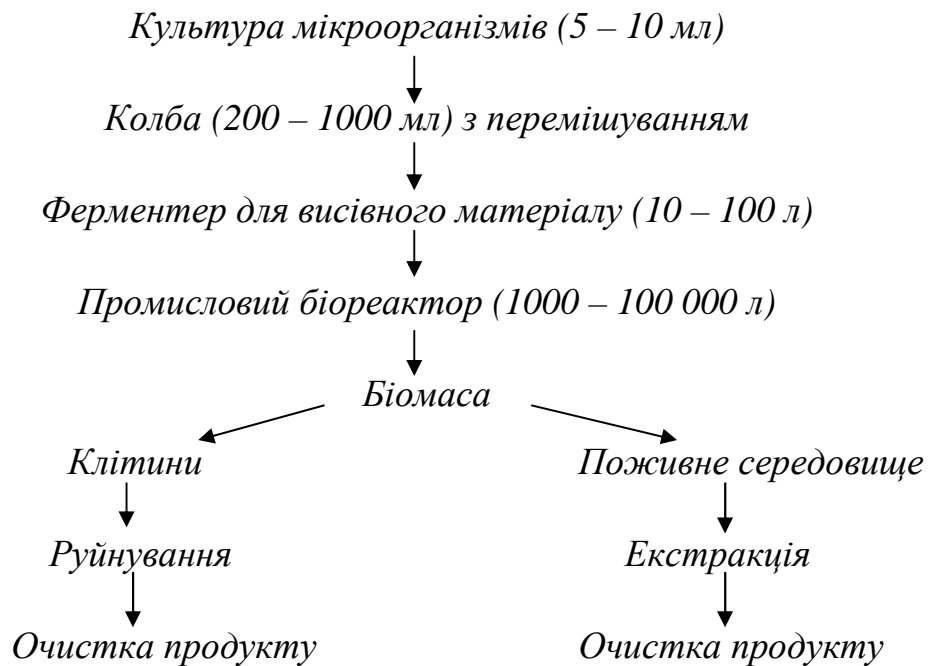 Культура мікроорганізмів (5 – 10 мл)
Колба (200 – 1000 мл) з перемішуванням
Ферментер для висівного матеріалу (10 – 100 л)
Промисловий біореактор (1000 – 100 000 л)
Біомаса
Клітини
Поживне середовище
Руйнування
Екстракція
Очистка продукту
Очистка продукту